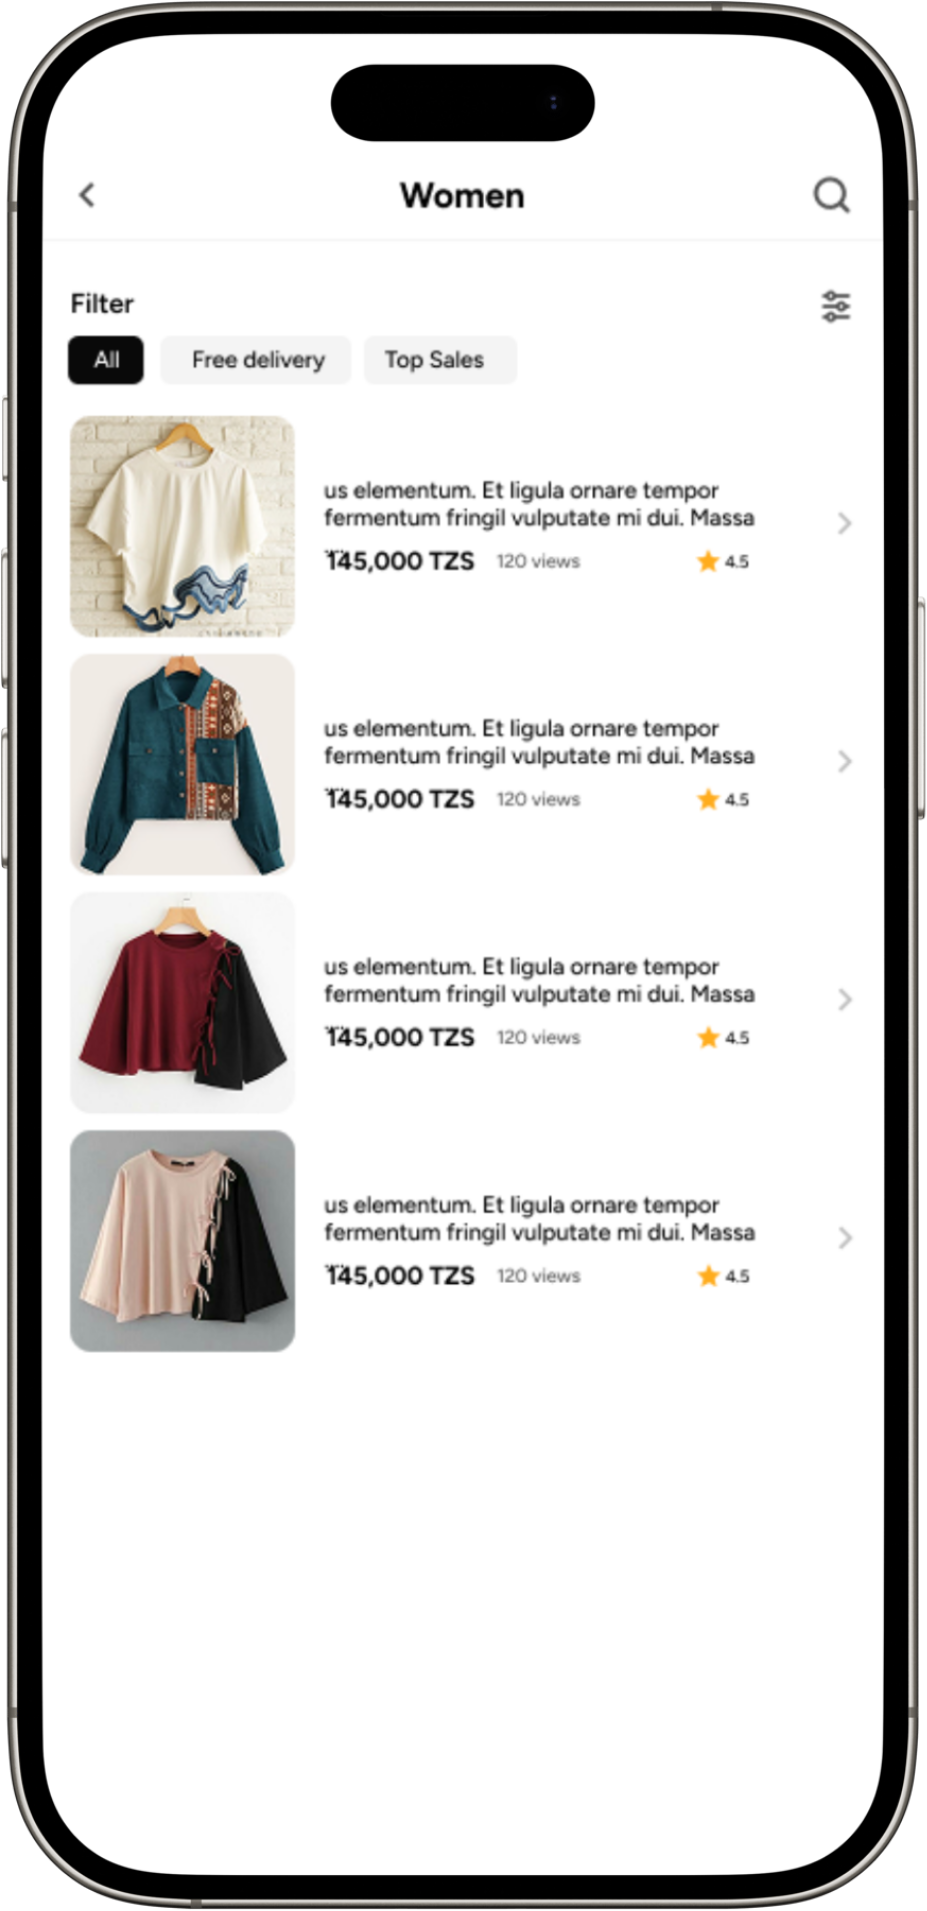 Women
Filter
All
Free delivery
Top Sales
us elementum. Et ligula ornare tempor
fermentum fringil vulputate mi dui. Massa
145,000 TZS 120 views 4.5
us elementum. Et ligula ornare tempor
fermentum fringil vulputate mi dui. Massa
145,000 TZS 120 views 4.5
us elementum. Et ligula ornare tempor
fermentum fringil vulputate mi dui. Massa
145,000 TZS 120 views 4.5
us elementum. Et ligula ornare tempor
fermentum fringil vulputate mi dui. Massa
145,000 TZS 120 views 4.5